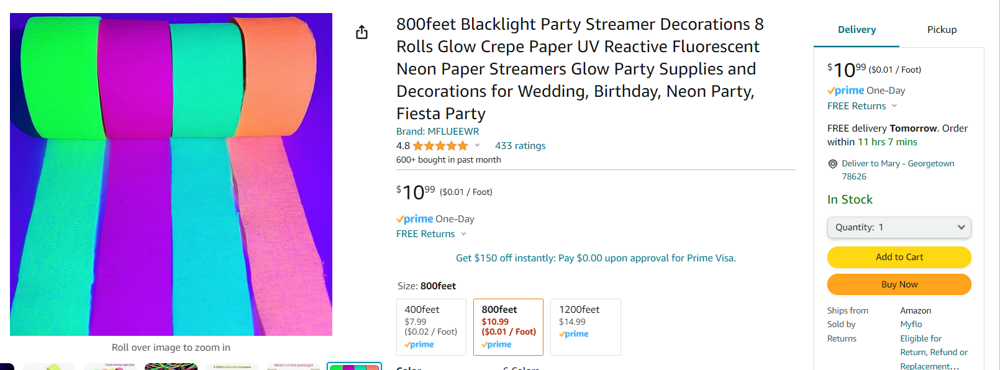 800feet Blacklight Party Streamer Decorations 8
Rolls Glow Crepe Paper UV Reactive Fluorescent
Neon Paper Streamers Glow Party Supplies and
Decorations for Wedding, Birthday, Neon Party,
Fiesta Party
Brand: MFLUEEWR
4.8 433 ratings
600+ bought in past month
$10.99 ($0.01 / Foot)
prime One-Day
FREE Returns
Get $150 off instantly: Pay $0.00 upon approval for Prime Visa.
Size: 800feet
400feet
$7.99
($0.02 / Foot)
prime
800feet
$10.99
($0.01 / Foot)
prime
1200feet
$14.99
prime
Roll over image to zoom in
What's in the package?
Delivery
Pickup
$10.99 ($0.01 / Foot)
prime One-Day
FREE Returns
FREE delivery Tomorrow. Order
within 11 hrs 7 mins
Deliver to Mary - Georgetown
78626
In Stock
Quantity: 1
Add to Cart
Buy Now
Ships from Amazon
Sold by Myflo
Returns Eligible for
Return, Refund or
Replacement…